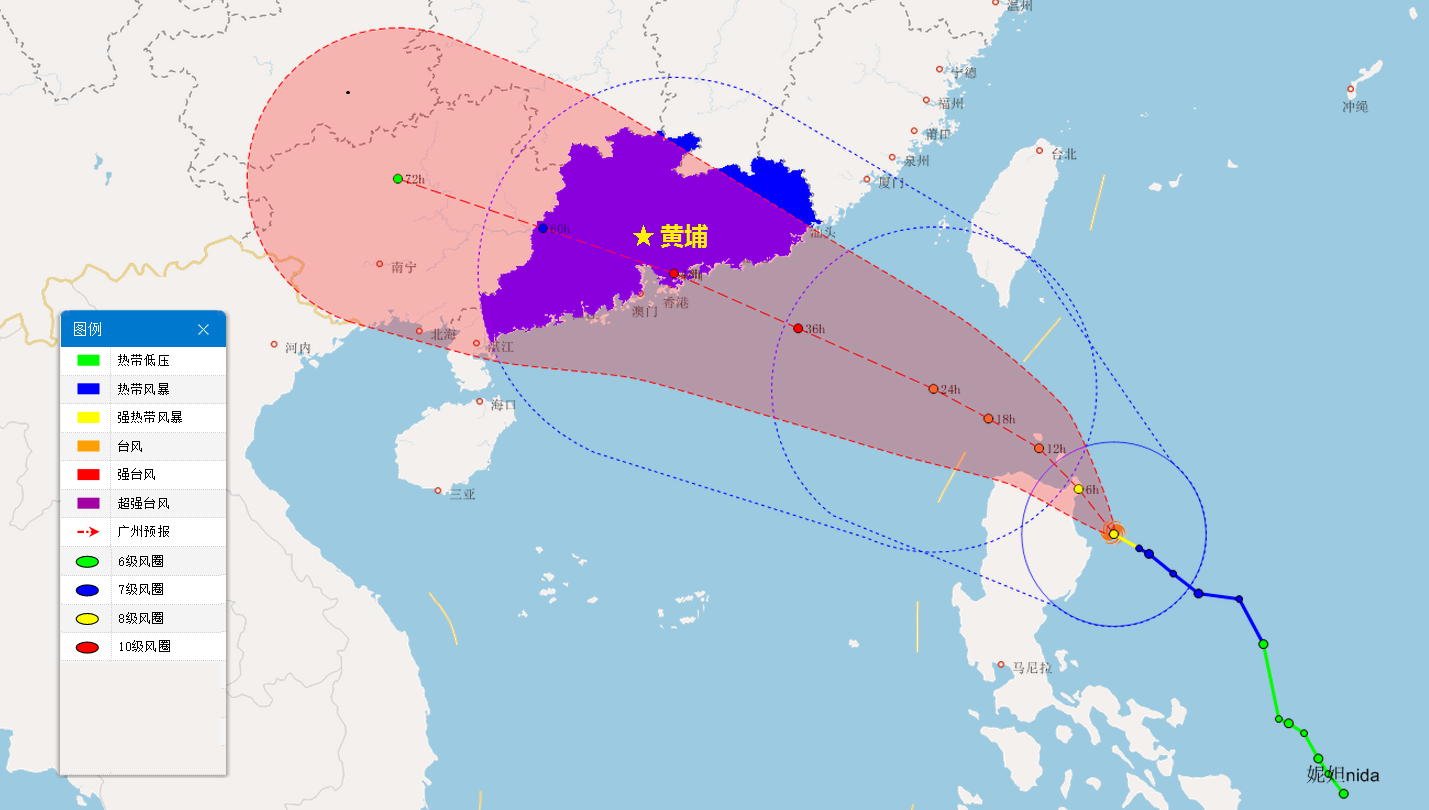 温州
宁德
福州
莆田
泉州
厦门
台北
冲绳
72h
60h
黄埔
汕头
南宁
48h
香港
澳门
36h
北海
湛江
河内
24h
海口
18h
12h
6h
三亚
马尼拉
妮妲nida
图例
热带低压
热带风暴
强热带风暴
台风
强台风
超强台风
广州预报
6级风圈
7级风圈
8级风圈
10级风圈